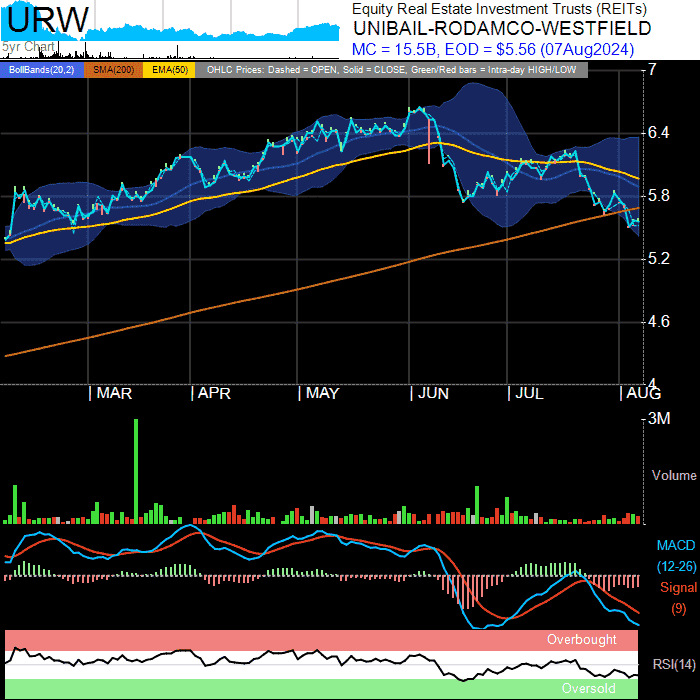 URW
5yr Chart
Equity Real Estate Investment Trusts (REITs)
UNIBAIL-RODAMCO-WESTFIELD
MC = 15.5B, EOD = $5.56 (07Aug2024)
BollBands(20,2) SMA(200) EMA(50) OHLC Prices: Dashed = OPEN, Solid = CLOSE, Green/Red bars = Intra-day HIGH/LOW
7
6.4
5.8
5.2
4.6
4
| MAR | APR | MAY | JUN | JUL | AUG
3M
Volume
MACD
(12-26)
Signal
(9)
Overbought
RSI(14)
Oversold